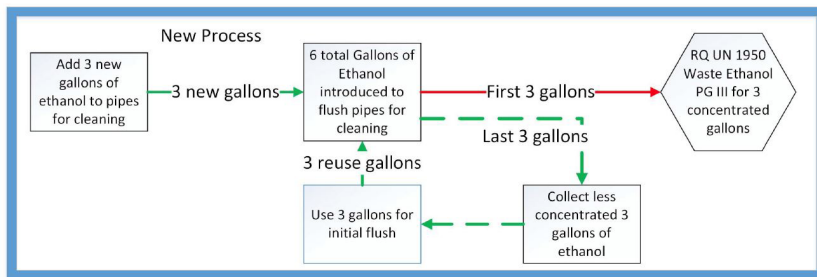 New Process
Add 3 new
gallons of
ethanol to pipes
for cleaning
3 new gallons
6 total Gallons of
Ethanol
introduced to
flush pipes for
cleaning
First 3 gallons
RQ UN 1950
Waste Ethanol
PG III for 3
concentrated
gallons
Last 3 gallons
3 reuse gallons
Use 3 gallons for
initial flush
Collect less
concentrated 3
gallons of
ethanol